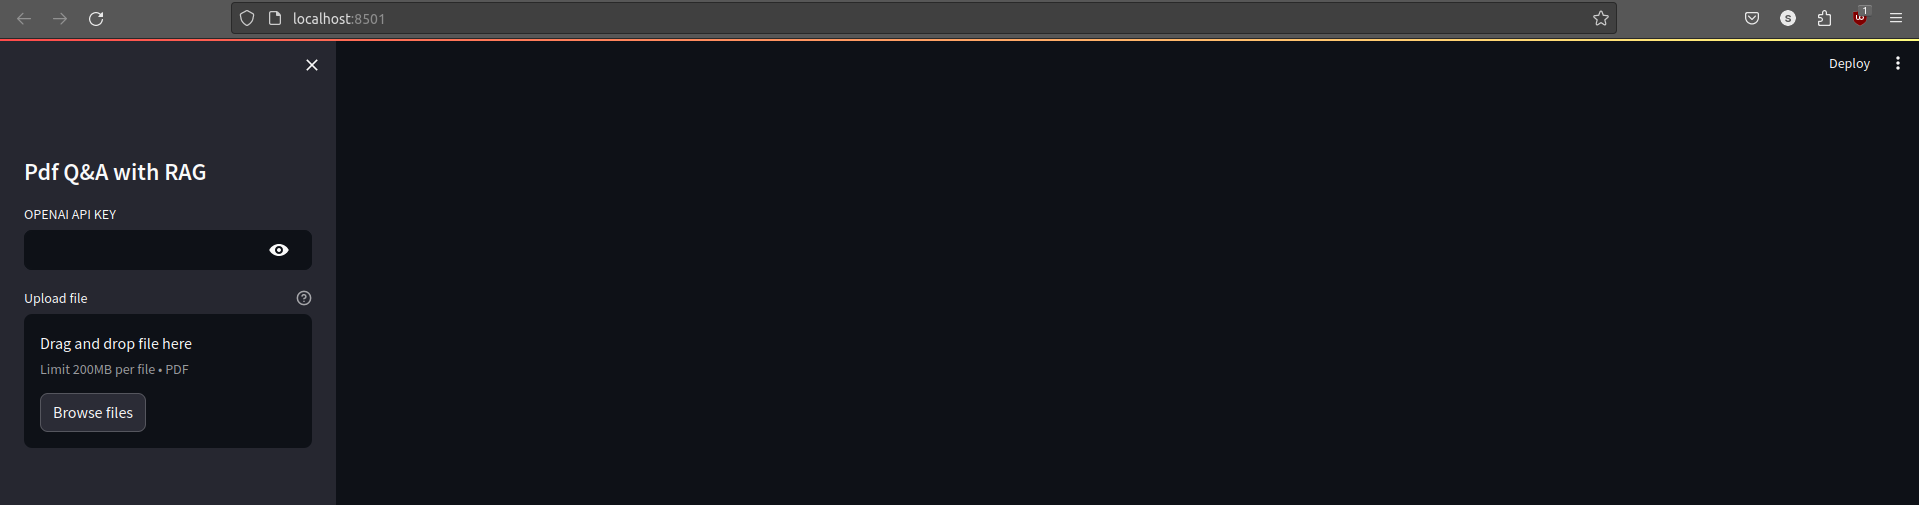 localhost:8501
1
Deploy
Pdf Q&A with RAG
OPENAI API KEY
Upload file
Drag and drop file here
Limit 200MB per file • PDF
Browse files
S